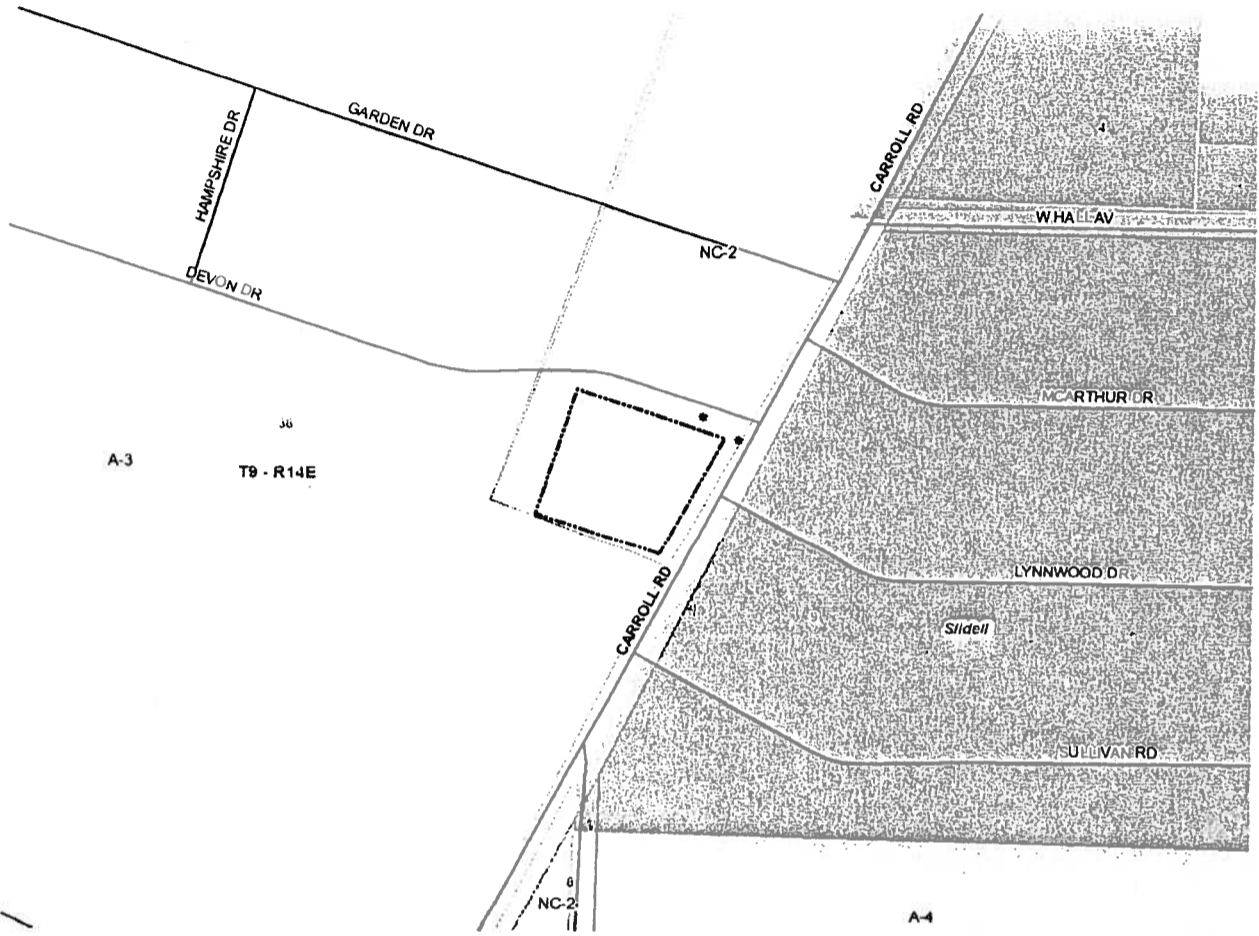 GARDEN DR
HAMPSHIRE DR
CARROLL RD
4
W HALL AV
NC-2
DEVON DR
MCARTHUR DR
A-3
T9 - R14E
LYNNWOOD DR
CARROLL RD
Slidell
SULLIVAN RD
NC-2
A-4